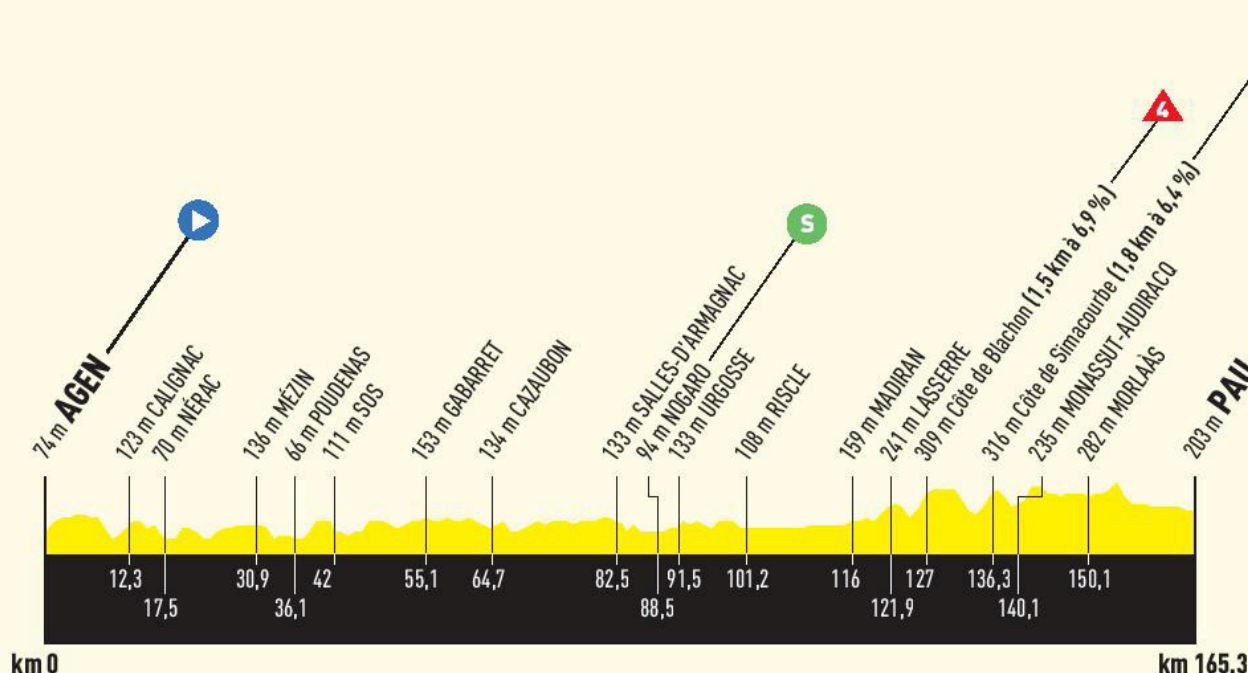 4
S
74 m AGEN
123 m CALIGNAC
70 m NÉRAC
136 m MÉZIN
66 m POUDENAS
111 m SOS
153 m GABARRET
134 m CAZAUBON
133 m SALLES-D'ARMAGNAC
94 m NOGARO
133 m URGOSSE
108 m RISCLE
159 m MADIRAN
241 m LASSERRE
309 m Côte de Blachon (1,5 km à 6,9 %)
316 m Côte de Simacourbe (1,8 km à 6,4 %)
235 m MONASSUT-AUDIRACQ
282 m MORLÀÀS
203 m PAU
12,3
17,5
30,9
36,1
42
55,1
64,7
82,5
88,5
91,5
101,2
116
121,9
127
136,3
140,1
150,1
km 0
km 165.3